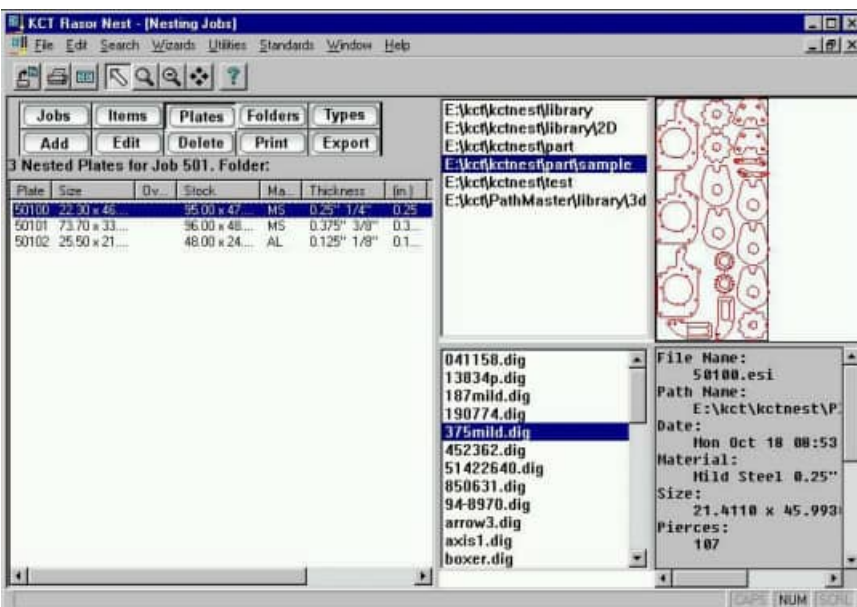 KCT Rasor Nest - [Nesting Jobs]
File Edit Search Wizards Utilities Standards Window Help
Jobs Items Plates Folders Types
Add Edit Delete Print Export
3 Nested Plates for Job 501. Folder:
Plate Size Ov... Stock Ma... Thickness (in.)
50100 22.30 x 46... 95.00 x 47... MS 0.25" 1/4" 0.25
50101 73.70 x 33... 96.00 x 48... MS 0.375" 3/8" 0.3...
50102 25.50 x 21... 48.00 x 24... AL 0.125" 1/8" 0.1...
E:\kct\kctnest\library
E:\kct\kctnest\library\2D
E:\kct\kctnest\part
E:\kct\kctnest\part\sample
E:\kct\kctnest\test
E:\kct\PathMaster\library\3d
041158.dig
13834p.dig
187mild.dig
190774.dig
375mild.dig
452362.dig
51422640.dig
850631.dig
94-8970.dig
arrow3.dig
axis1.dig
boxer.dig
File Name:
50100.esi
Path Name:
E:\kct\kctnest\P
Date:
Mon Oct 18 08:53
Material:
Mild Steel 0.25"
Size:
21.4110 x 45.993
Pierces:
107
CAPS NUM SCRL